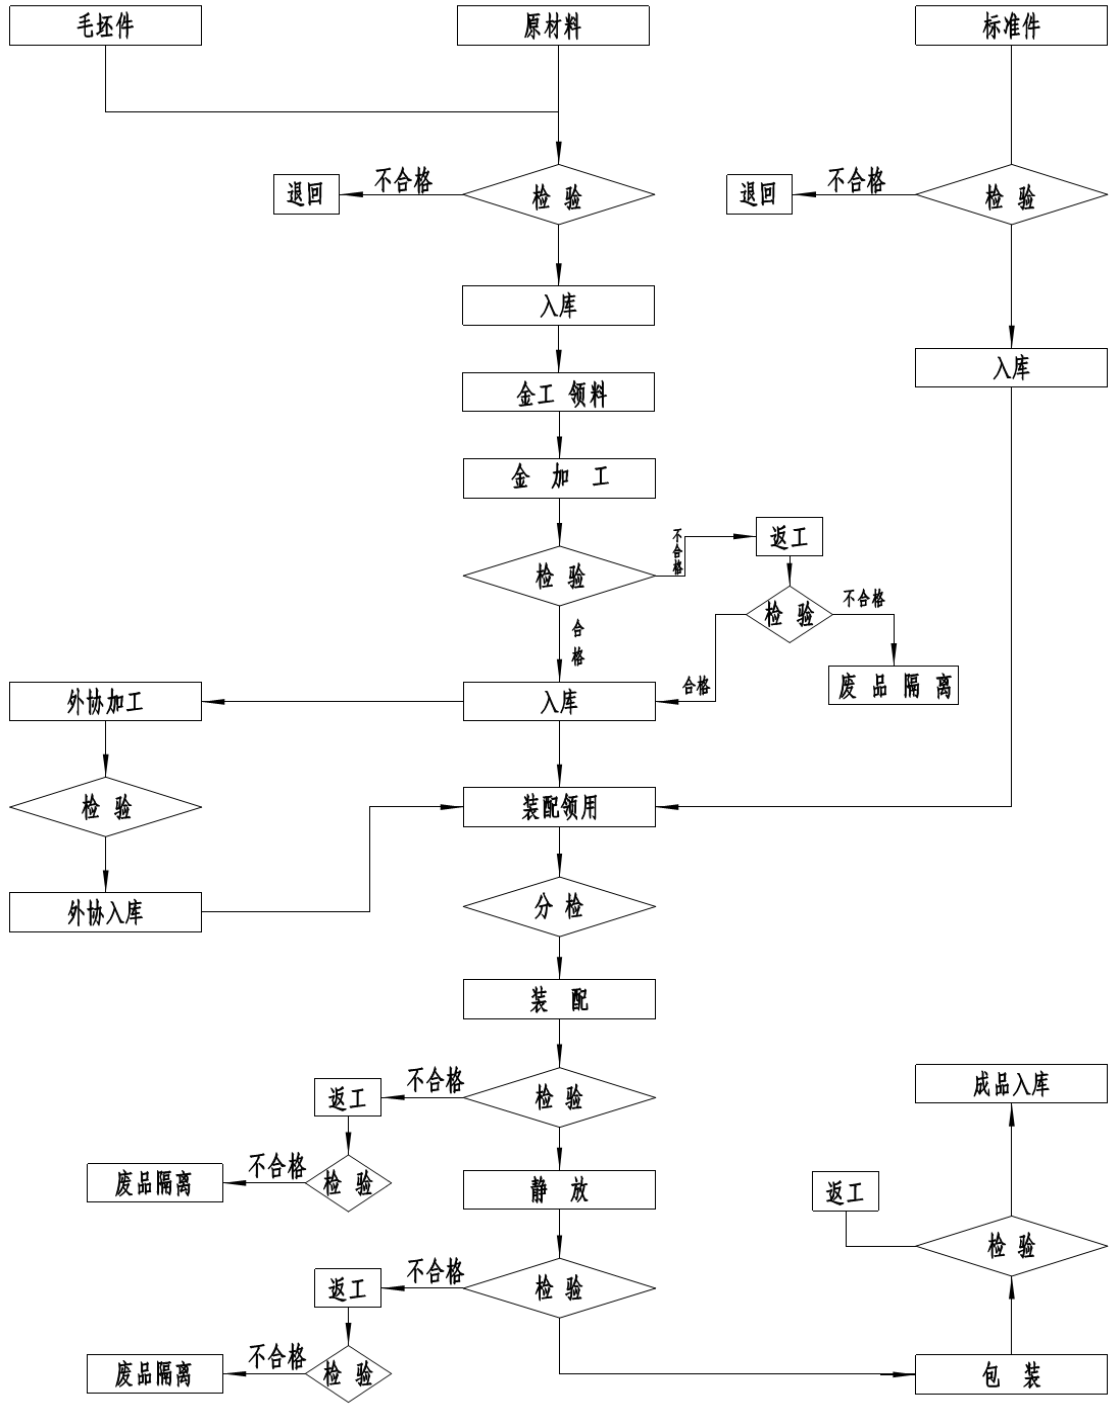 毛坯件
原材料
标准件
退回
不合格
检 验
退回
不合格
检 验
入库
入库
金工 领料
金 加 工
检 验
不合格
返工
检 验
不合格
合格
合格
废 品 隔 离
外协加工
入库
检 验
装配领用
外协入库
分 检
装 配
返工
不合格
检 验
成品入库
废品隔离
不合格
检 验
静 放
返工
检 验
返工
不合格
检 验
废品隔离
不合格
检 验
包 装